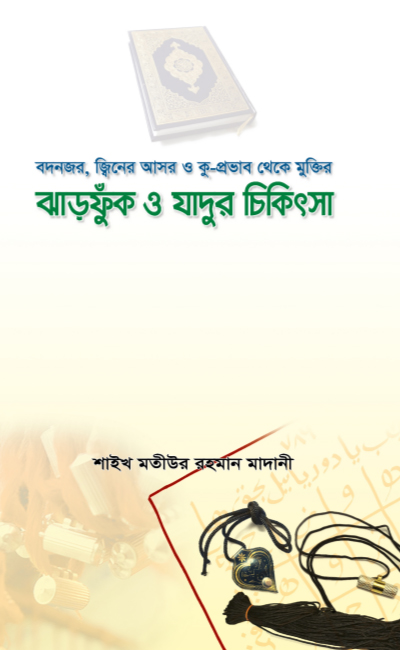 বদনজর, জ্বিনের আসর ও কু-প্রভাব থেকে মুক্তির
ঝাড়ফুঁক ও যাদুর চিকিৎসা
শাইখ মতীউর রহমান মাদানী